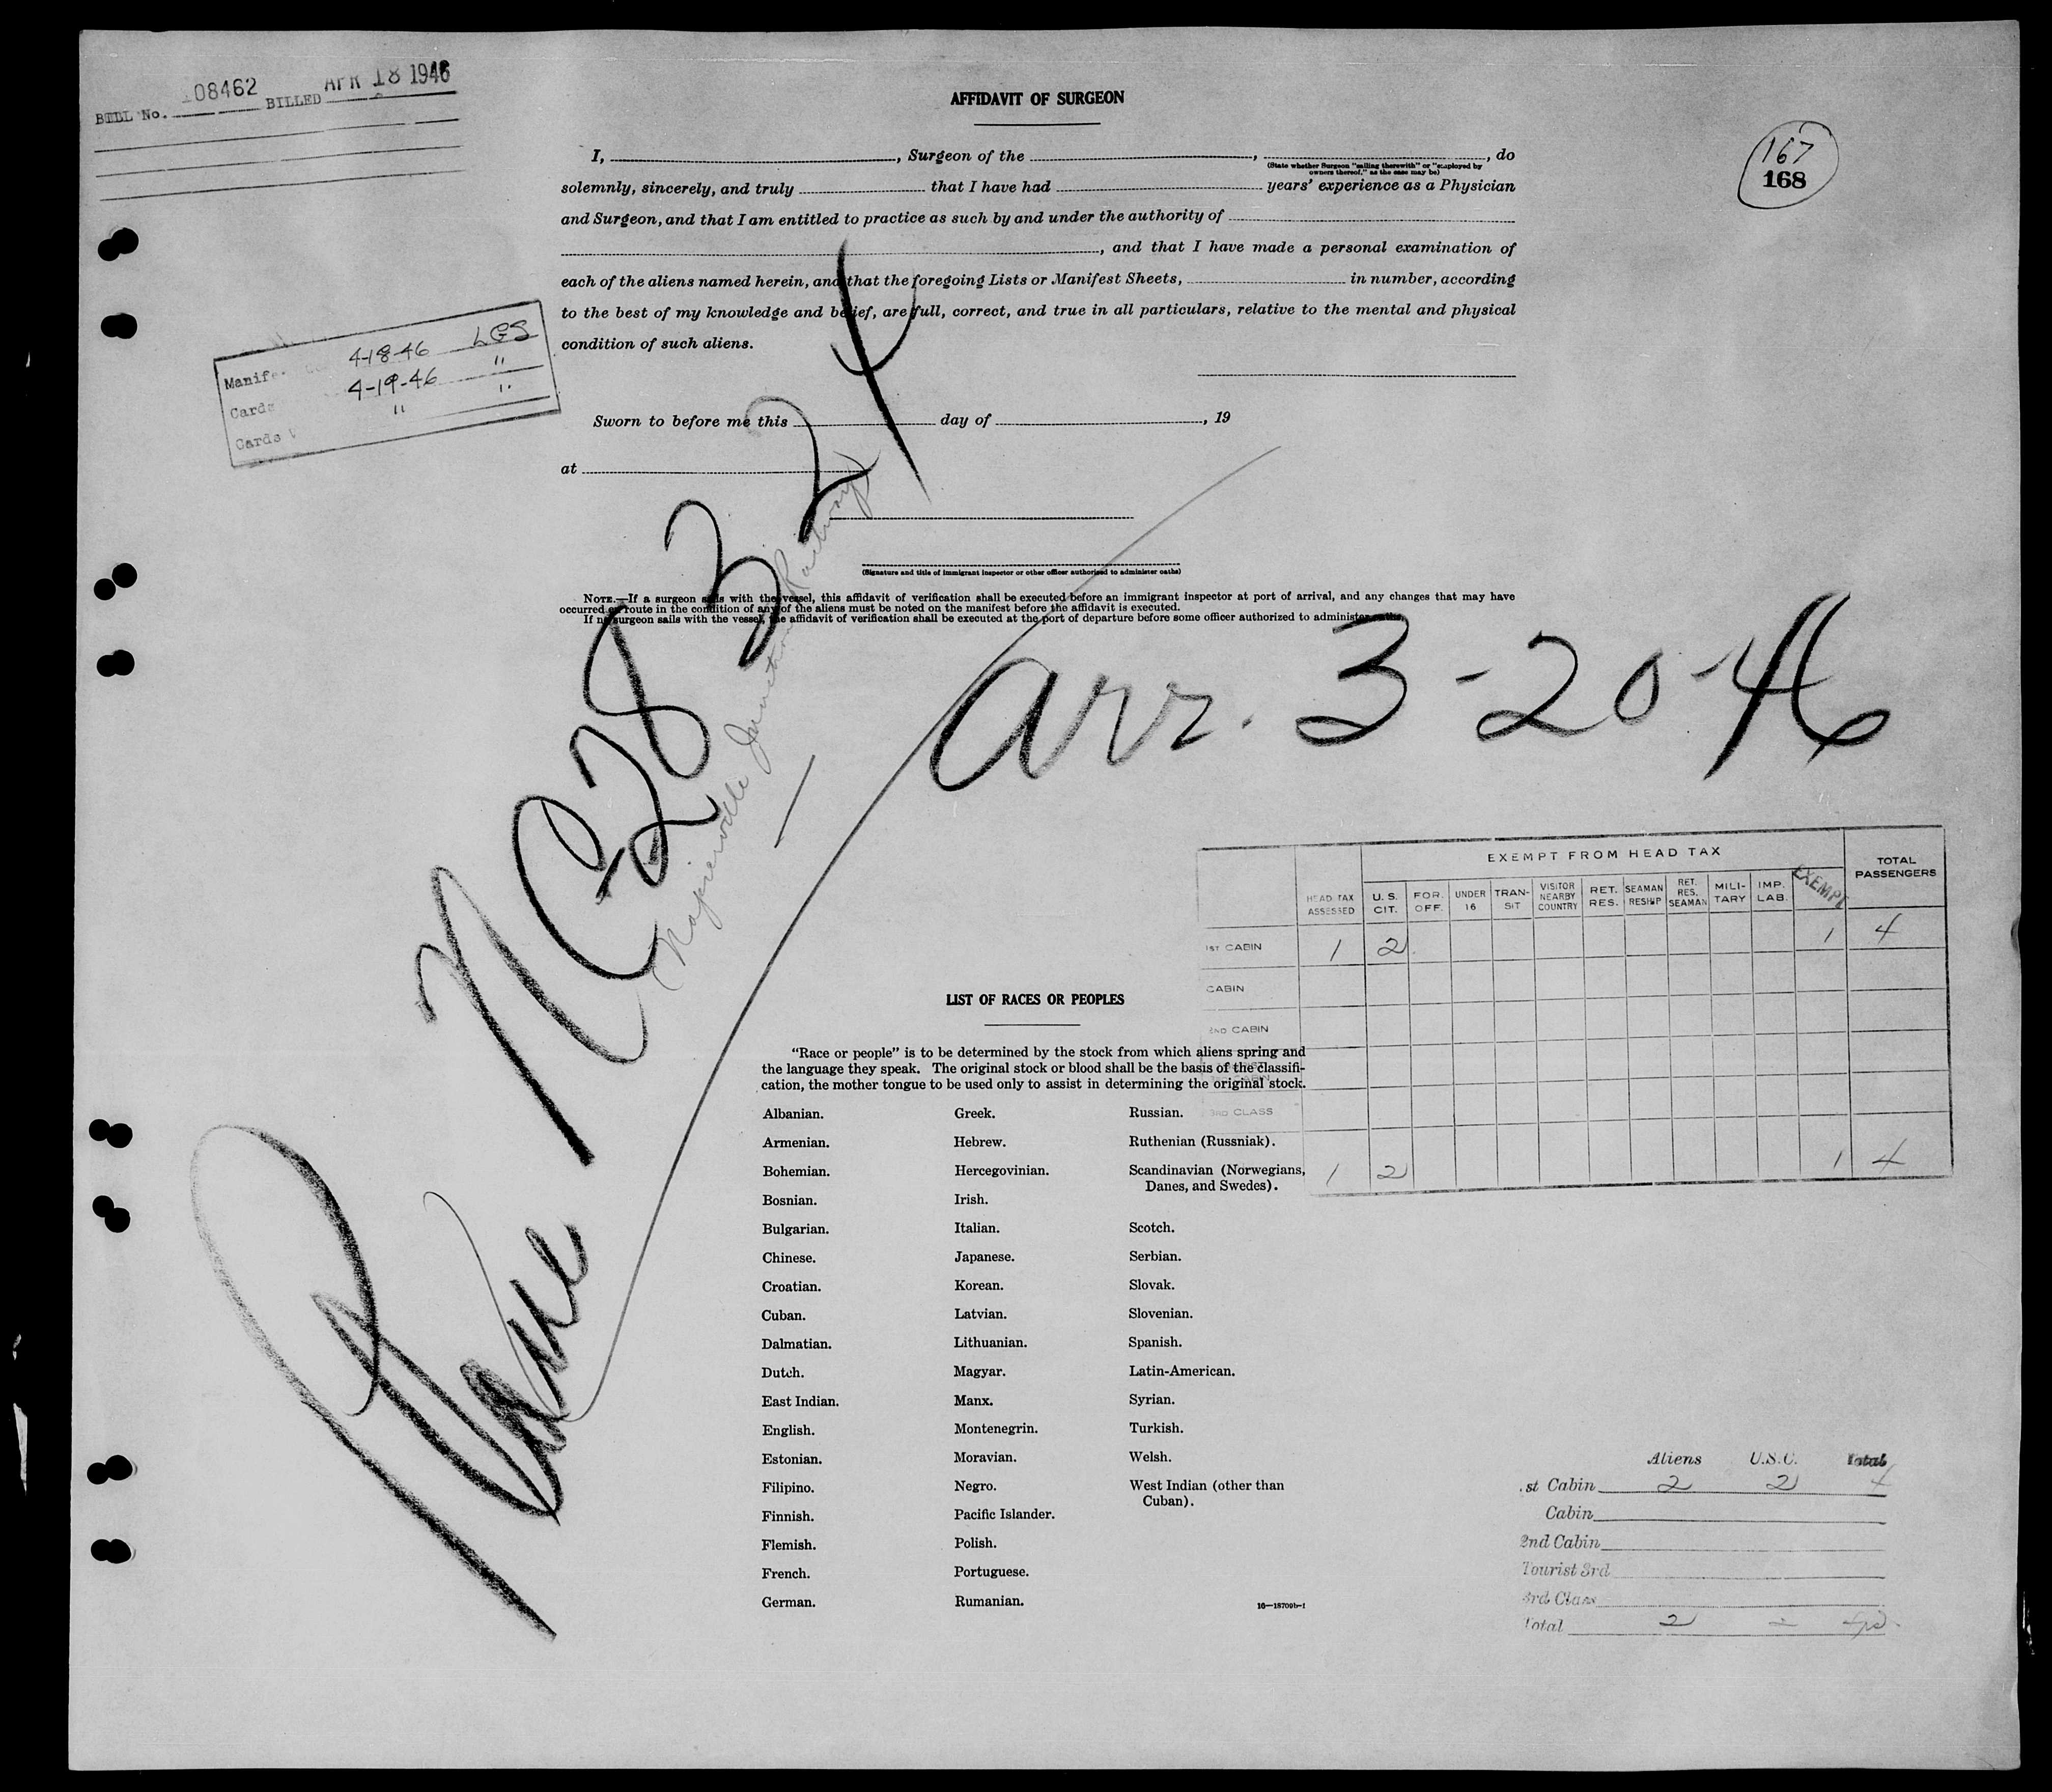 BILL No. 108462 BILLED APR 18 1946
AFFIDAVIT OF SURGEON
167
168
I, , Surgeon of the , , do
(State whether Surgeon "sailing therewith" or "employed by
owners thereof," as the case may be)
solemnly, sincerely, and truly that I have had years' experience as a Physician
and Surgeon, and that I am entitled to practice as such by and under the authority of
, and that I have made a personal examination of
each of the aliens named herein, and that the foregoing Lists or Manifest Sheets, in number, according
to the best of my knowledge and belief, are full, correct, and true in all particulars, relative to the mental and physical
condition of such aliens.
Manif 4-18-46 LGS
Cards 4-19-46 "
Cards V " "
Sworn to before me this day of , 19
at
(Signature and title of immigrant inspector or other officer authorized to administer oaths)
NOTE.—If a surgeon sails with the vessel, this affidavit of verification shall be executed before an immigrant inspector at port of arrival, and any changes that may have
occurred en route in the condition of any of the aliens must be noted on the manifest before the affidavit is executed.
If no surgeon sails with the vessel, the affidavit of verification shall be executed at the port of departure before some officer authorized to administer oaths.
Plane NC28324
(Napierville Junction Railway)
arr. 3-20-46
EXEMPT FROM HEAD TAX
HEAD TAX ASSESSED U. S. CIT. FOR. OFF. UNDER 16 TRAN-SIT VISITOR NEARBY COUNTRY RET. RES. SEAMAN RESHIP RET. RES. SEAMAN MILI-TARY IMP. LAB. EXEMPT TOTAL PASSENGERS
1ST CABIN 1 2 1 4
CABIN
2ND CABIN
3RD CLASS
1 2 1 4
LIST OF RACES OR PEOPLES
"Race or people" is to be determined by the stock from which aliens spring and
the language they speak. The original stock or blood shall be the basis of the classifi-
cation, the mother tongue to be used only to assist in determining the original stock.
Albanian.
Armenian.
Bohemian.
Bosnian.
Bulgarian.
Chinese.
Croatian.
Cuban.
Dalmatian.
Dutch.
East Indian.
English.
Estonian.
Filipino.
Finnish.
Flemish.
French.
German.
Greek.
Hebrew.
Hercegovinian.
Irish.
Italian.
Japanese.
Korean.
Latvian.
Lithuanian.
Magyar.
Manx.
Montenegrin.
Moravian.
Negro.
Pacific Islander.
Polish.
Portuguese.
Rumanian.
Russian.
Ruthenian (Russniak).
Scandinavian (Norwegians,
Danes, and Swedes).
Scotch.
Serbian.
Slovak.
Slovenian.
Spanish.
Latin-American.
Syrian.
Turkish.
Welsh.
West Indian (other than
Cuban).
16—18709b-1
Aliens U.S.C. Total
st Cabin 2 2 4
Cabin
2nd Cabin
Tourist 3rd
3rd Class
Total 2